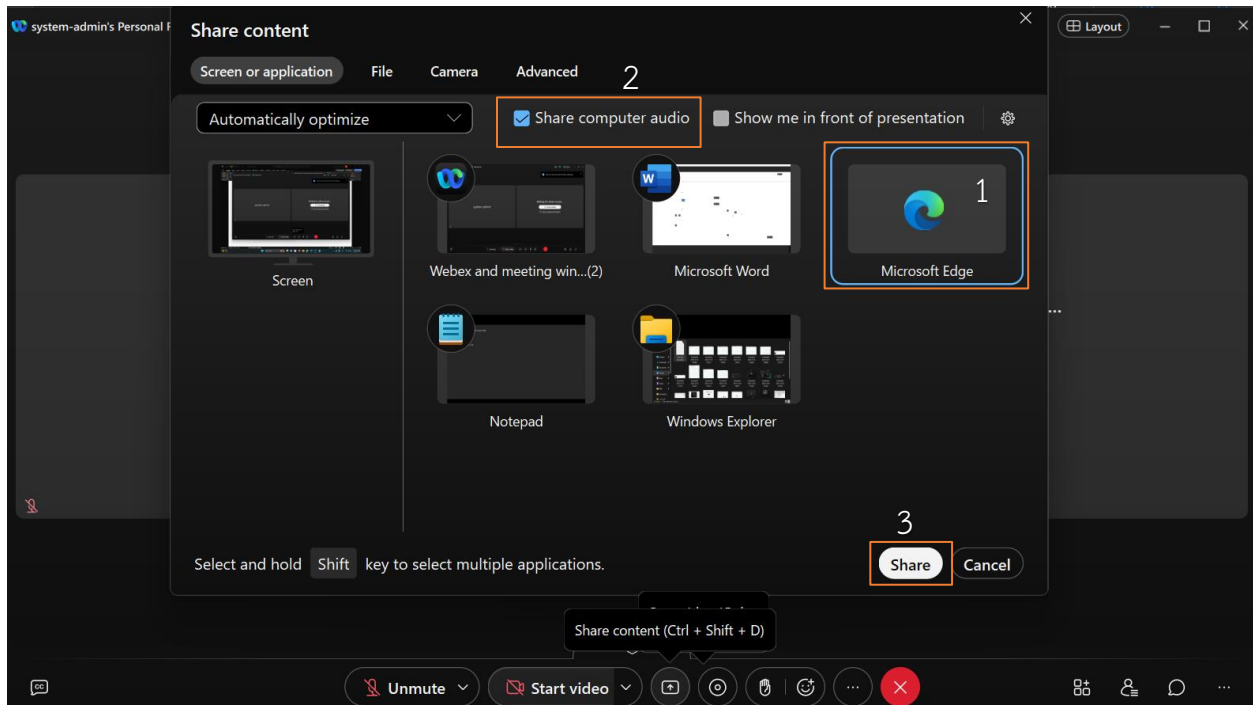 system-admin's Personal
Share content
Layout
Screen or application File Camera Advanced
2
Automatically optimize
Share computer audio
Show me in front of presentation
1
Screen
Webex and meeting win...(2)
Microsoft Word
Microsoft Edge
Notepad
Windows Explorer
3
Select and hold Shift key to select multiple applications.
Share
Cancel
Share content (Ctrl + Shift + D)
CC
Unmute
Start video